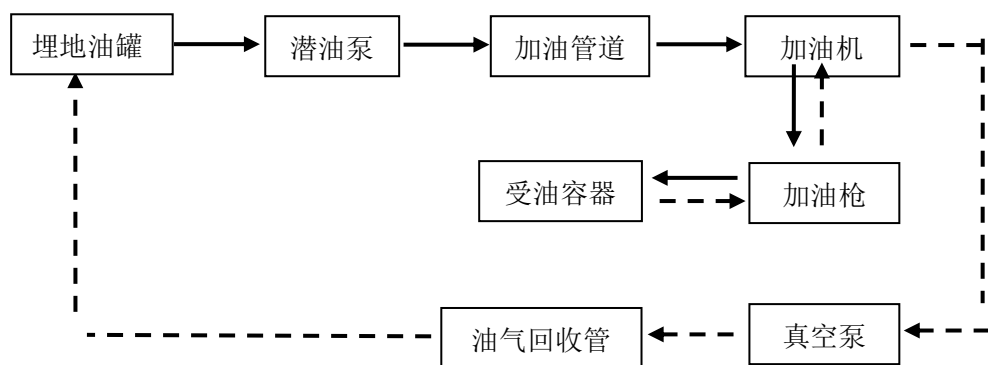 埋地油罐
潜油泵
加油管道
加油机
受油容器
加油枪
油气回收管
真空泵